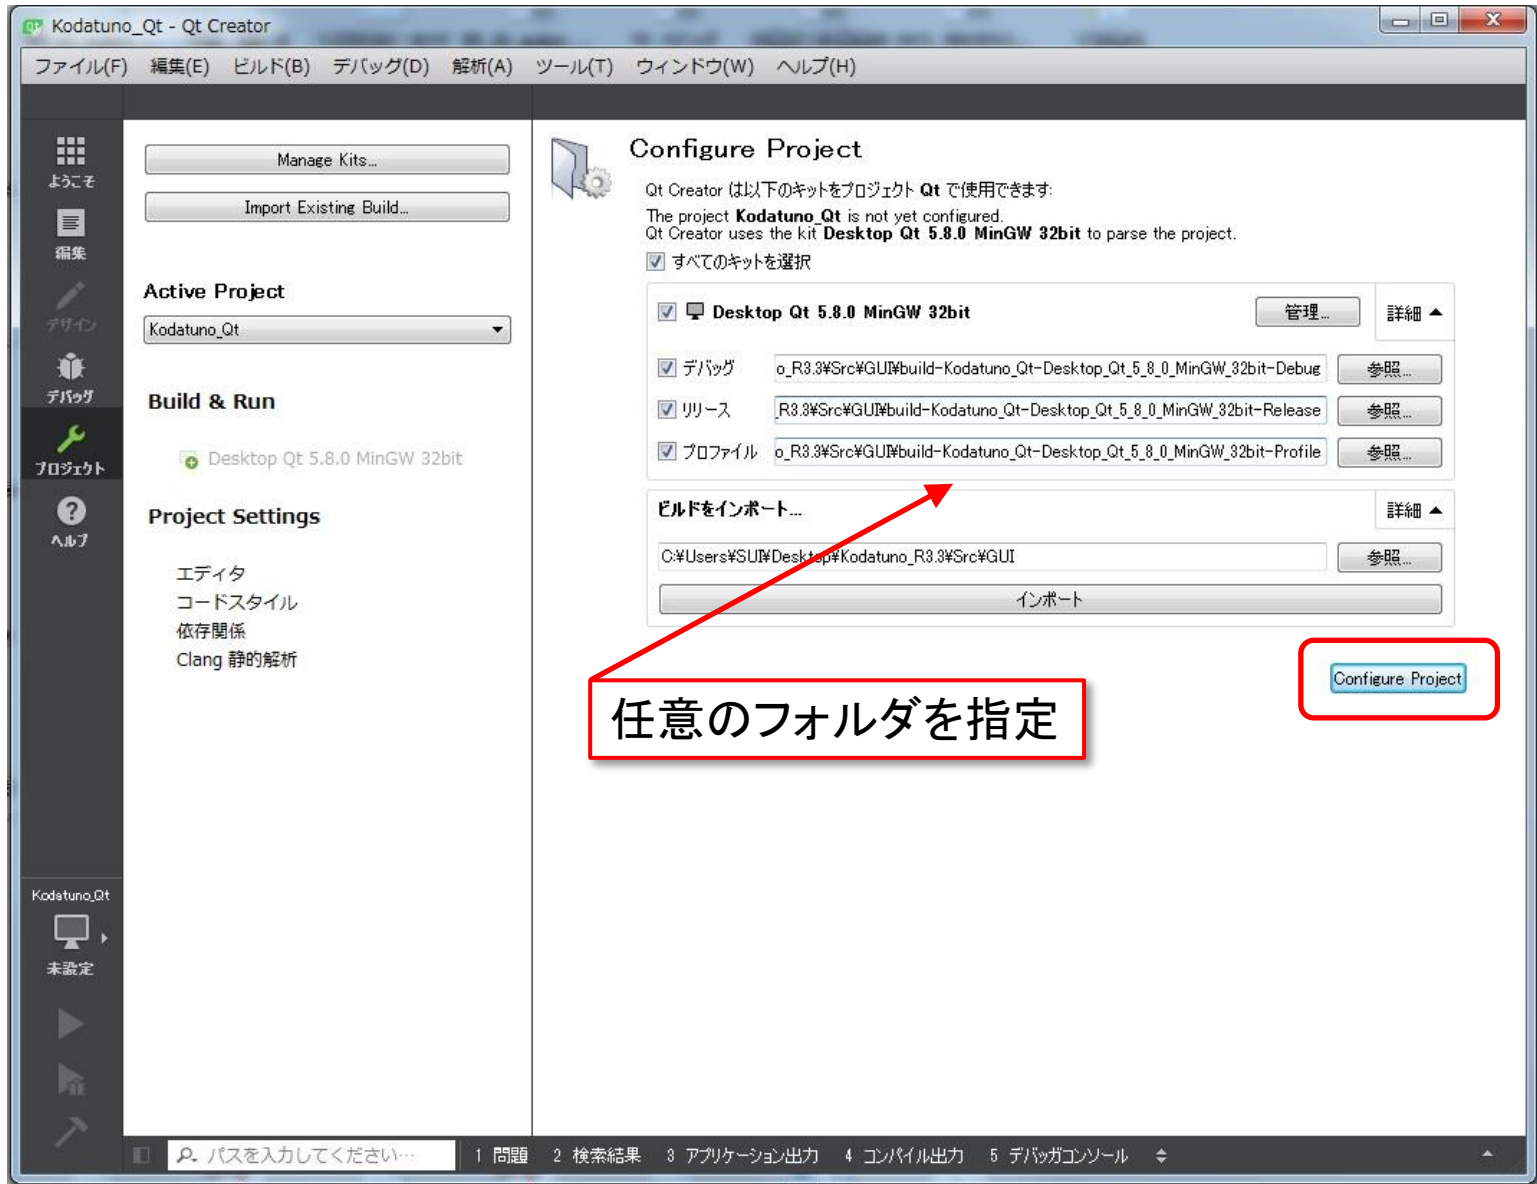 Kodatuno_Qt - Qt Creator
ファイル(F) 編集(E) ビルド(B) デバッグ(D) 解析(A) ツール(T) ウィンドウ(W) ヘルプ(H)
ようこそ
編集
デザイン
デバッグ
プロジェクト
ヘルプ
Kodatuno_Qt
未設定
Manage Kits...
Import Existing Build...
Active Project
Kodatuno_Qt
Build & Run
Desktop Qt 5.8.0 MinGW 32bit
Project Settings
エディタ
コードスタイル
依存関係
Clang 静的解析
Configure Project
Qt Creator は以下のキットをプロジェクト Qt で使用できます:
The project Kodatuno_Qt is not yet configured.
Qt Creator uses the kit Desktop Qt 5.8.0 MinGW 32bit to parse the project.
すべてのキットを選択
Desktop Qt 5.8.0 MinGW 32bit 管理... 詳細
デバッグ o_R3.3¥Src¥GUI¥build-Kodatuno_Qt-Desktop_Qt_5_8_0_MinGW_32bit-Debug 参照...
リリース _R3.3¥Src¥GUI¥build-Kodatuno_Qt-Desktop_Qt_5_8_0_MinGW_32bit-Release 参照...
プロファイル o_R3.3¥Src¥GUI¥build-Kodatuno_Qt-Desktop_Qt_5_8_0_MinGW_32bit-Profile 参照...
ビルドをインポート... 詳細
C:¥Users¥SUI¥Desktop¥Kodatuno_R3.3¥Src¥GUI 参照...
インポート
Configure Project
任意のフォルダを指定
パスを入力してください… 1 問題 2 検索結果 3 アプリケーション出力 4 コンパイル出力 5 デバッガコンソール